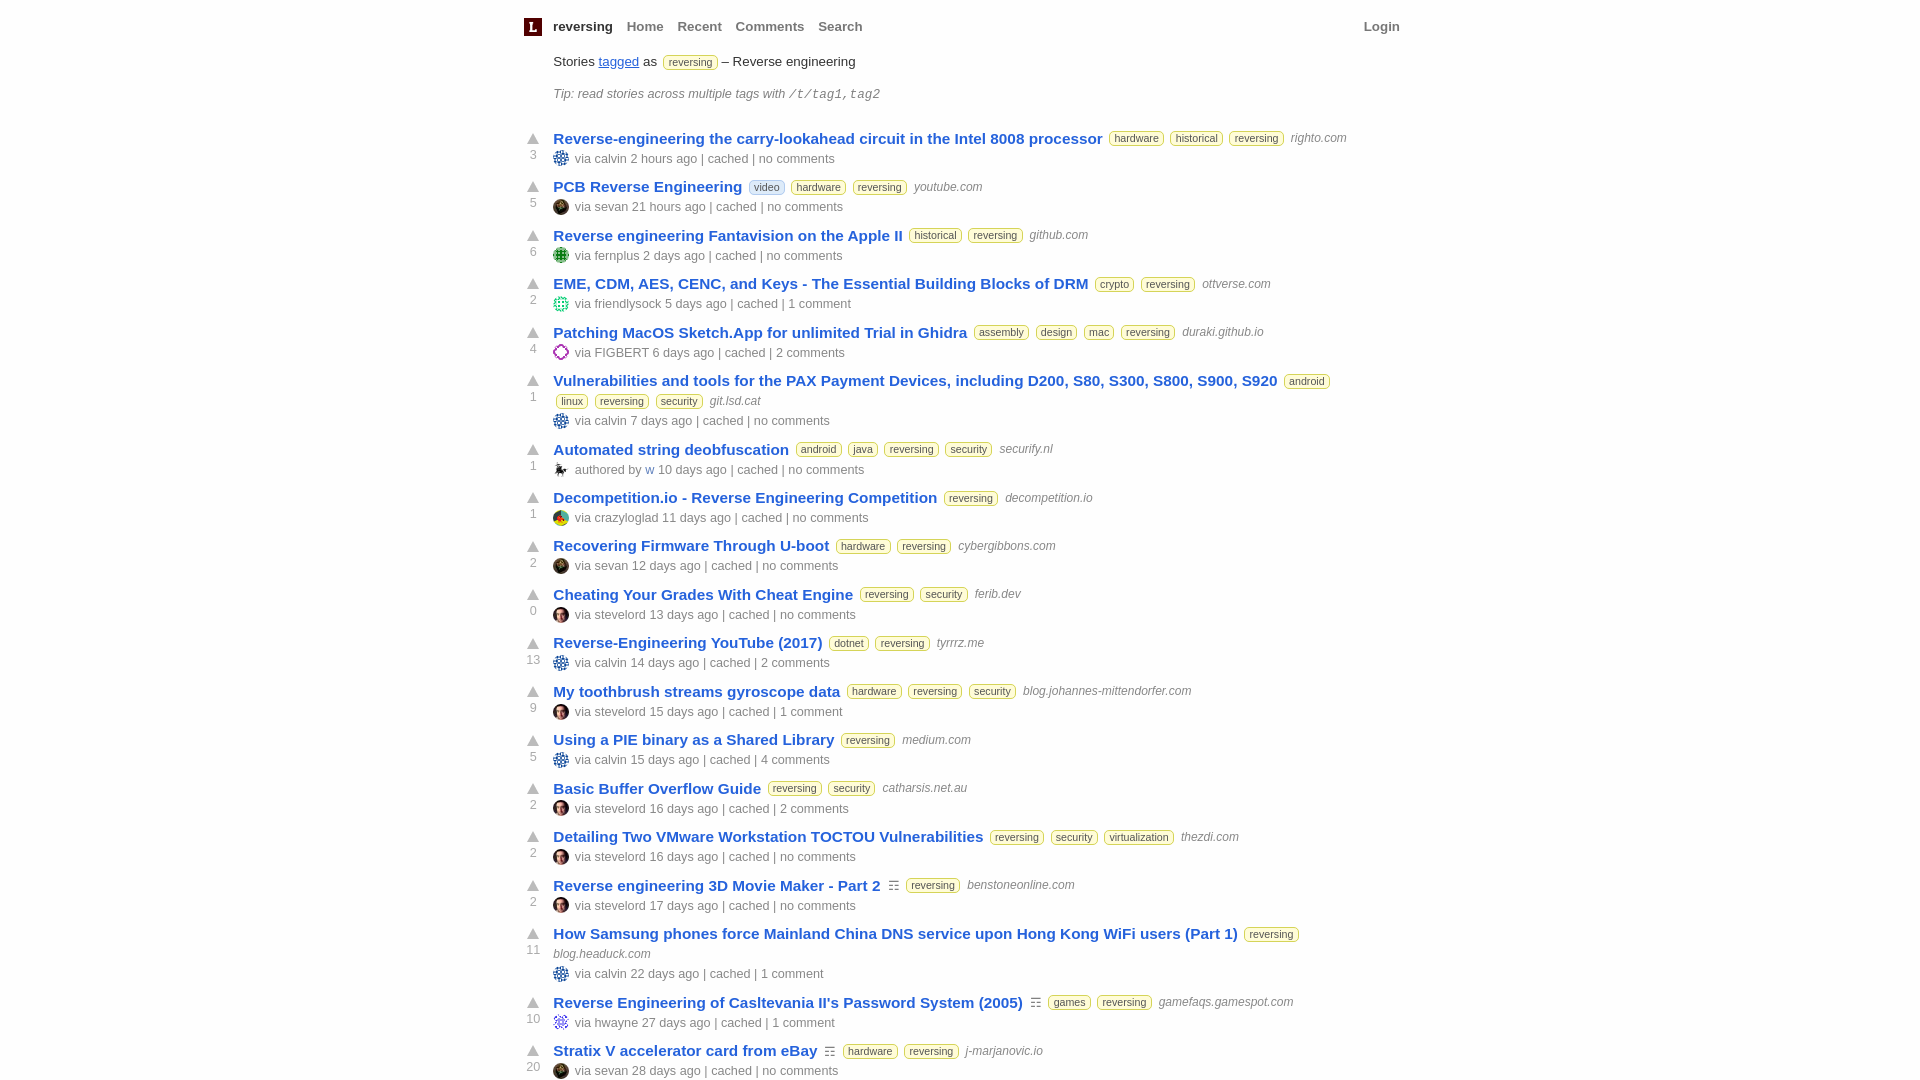 L reversing Home Recent Comments Search Login
Stories tagged as reversing – Reverse engineering
Tip: read stories across multiple tags with /t/tag1,tag2
Reverse-engineering the carry-lookahead circuit in the Intel 8008 processor hardware historical reversing righto.com
3 via calvin 2 hours ago | cached | no comments
PCB Reverse Engineering video hardware reversing youtube.com
5 via sevan 21 hours ago | cached | no comments
Reverse engineering Fantavision on the Apple II historical reversing github.com
6 via fernplus 2 days ago | cached | no comments
EME, CDM, AES, CENC, and Keys - The Essential Building Blocks of DRM crypto reversing ottverse.com
2 via friendlysock 5 days ago | cached | 1 comment
Patching MacOS Sketch.App for unlimited Trial in Ghidra assembly design mac reversing duraki.github.io
4 via FIGBERT 6 days ago | cached | 2 comments
Vulnerabilities and tools for the PAX Payment Devices, including D200, S80, S300, S800, S900, S920 android
1 linux reversing security git.lsd.cat
via calvin 7 days ago | cached | no comments
Automated string deobfuscation android java reversing security securify.nl
1 authored by w 10 days ago | cached | no comments
Decompetition.io - Reverse Engineering Competition reversing decompetition.io
1 via crazyloglad 11 days ago | cached | no comments
Recovering Firmware Through U-boot hardware reversing cybergibbons.com
2 via sevan 12 days ago | cached | no comments
Cheating Your Grades With Cheat Engine reversing security ferib.dev
0 via stevelord 13 days ago | cached | no comments
Reverse-Engineering YouTube (2017) dotnet reversing tyrrrz.me
13 via calvin 14 days ago | cached | 2 comments
My toothbrush streams gyroscope data hardware reversing security blog.johannes-mittendorfer.com
9 via stevelord 15 days ago | cached | 1 comment
Using a PIE binary as a Shared Library reversing medium.com
5 via calvin 15 days ago | cached | 4 comments
Basic Buffer Overflow Guide reversing security catharsis.net.au
2 via stevelord 16 days ago | cached | 2 comments
Detailing Two VMware Workstation TOCTOU Vulnerabilities reversing security virtualization thezdi.com
2 via stevelord 16 days ago | cached | no comments
Reverse engineering 3D Movie Maker - Part 2 ☶ reversing benstoneonline.com
2 via stevelord 17 days ago | cached | no comments
How Samsung phones force Mainland China DNS service upon Hong Kong WiFi users (Part 1) reversing
11 blog.headuck.com
via calvin 22 days ago | cached | 1 comment
Reverse Engineering of Casltevania II's Password System (2005) ☶ games reversing gamefaqs.gamespot.com
10 via hwayne 27 days ago | cached | 1 comment
Stratix V accelerator card from eBay ☶ hardware reversing j-marjanovic.io
20 via sevan 28 days ago | cached | no comments